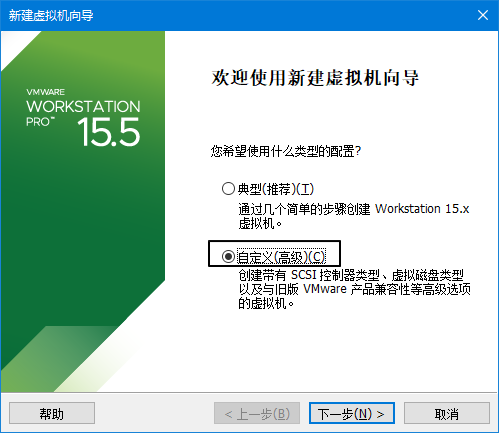 新建虚拟机向导
VMWARE
WORKSTATION
PRO™
15.5
欢迎使用新建虚拟机向导
您希望使用什么类型的配置?
典型(推荐)(T)
通过几个简单的步骤创建 Workstation 15.x
虚拟机。
自定义(高级)(C)
创建带有 SCSI 控制器类型、虚拟磁盘类型
以及与旧版 VMware 产品兼容性等高级选项
的虚拟机。
帮助
< 上一步(B)
下一步(N) >
取消